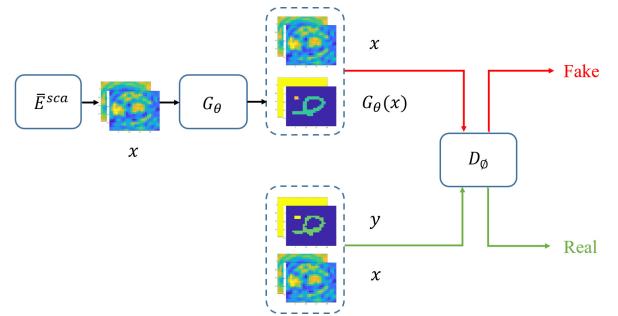 x
Fake
Ē^sca
G_θ
G_θ(x)
x
D_∅
y
Real
x